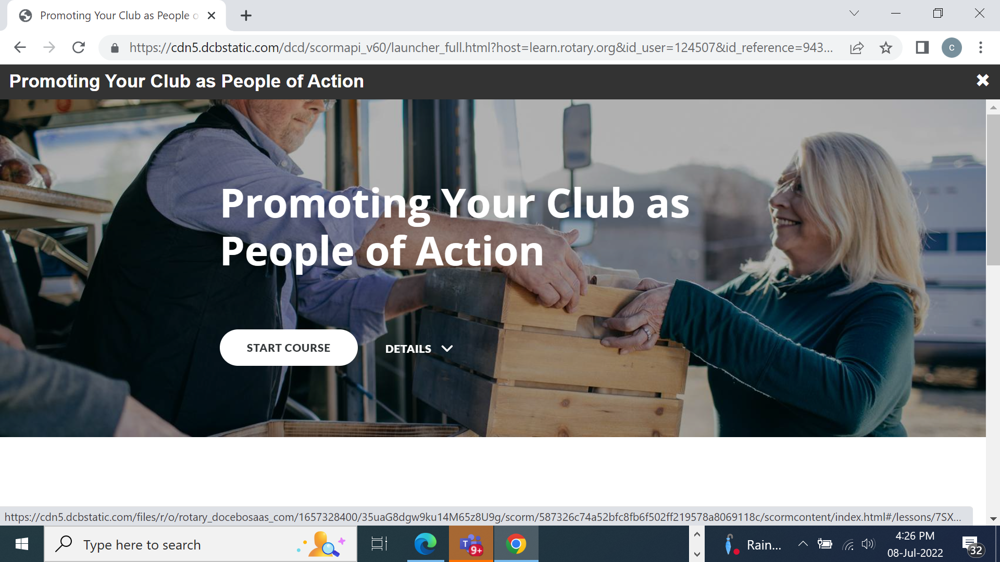 Promoting Your Club as People o
https://cdn5.dcbstatic.com/dcd/scormapi_v60/launcher_full.html?host=learn.rotary.org&id_user=124507&id_reference=943...
c
Promoting Your Club as People of Action
Promoting Your Club as
People of Action
START COURSE
DETAILS
https://cdn5.dcbstatic.com/files/r/o/rotary_docebosaas_com/1657328400/35uaG8dgw9ku14M65z8U9g/scorm/587326c74a52bfc8fb6f502ff219578a8069118c/scormcontent/index.html#/lessons/7SX...
Type here to search
T
9+
Rain...
4:26 PM
08-Jul-2022
32